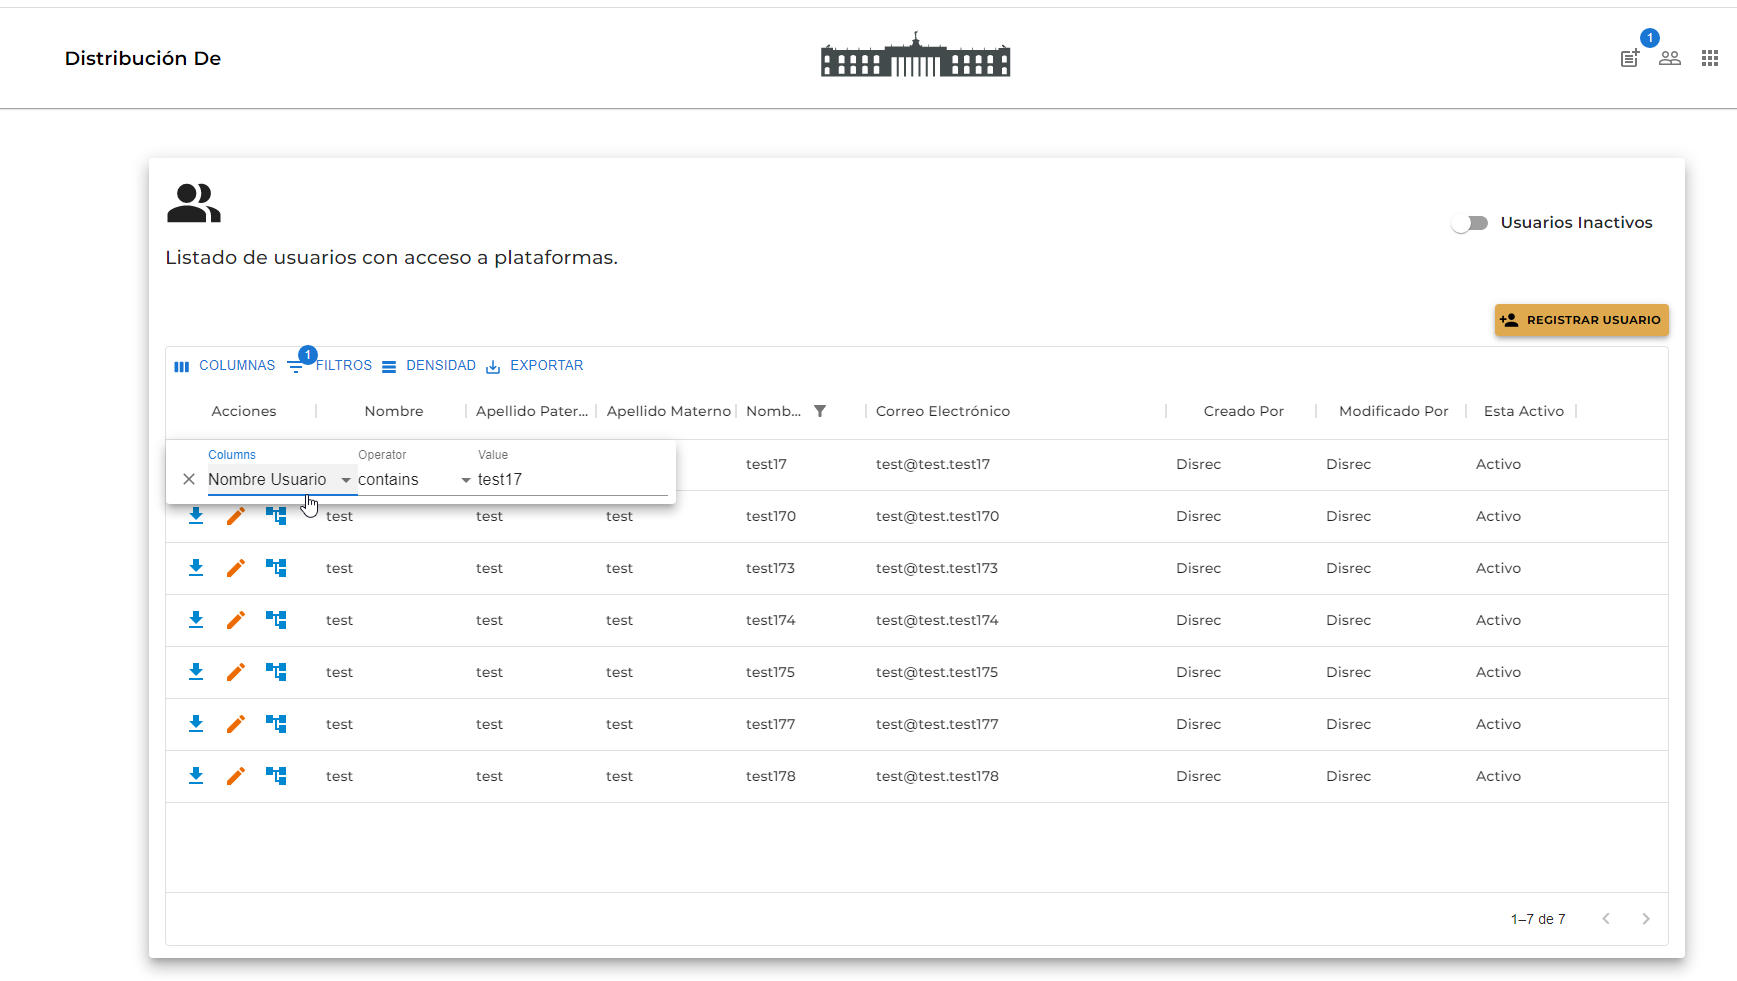 1
Distribución De
Usuarios Inactivos
Listado de usuarios con acceso a plataformas.
REGISTRAR USUARIO
1
COLUMNAS FILTROS DENSIDAD EXPORTAR
Acciones Nombre Apellido Pater... Apellido Materno Nomb... Correo Electrónico Creado Por Modificado Por Esta Activo
Columns Operator Value
Nombre Usuario contains test17
test17 test@test.test17 Disrec Disrec Activo
test test test test170 test@test.test170 Disrec Disrec Activo
test test test test173 test@test.test173 Disrec Disrec Activo
test test test test174 test@test.test174 Disrec Disrec Activo
test test test test175 test@test.test175 Disrec Disrec Activo
test test test test177 test@test.test177 Disrec Disrec Activo
test test test test178 test@test.test178 Disrec Disrec Activo
1–7 de 7